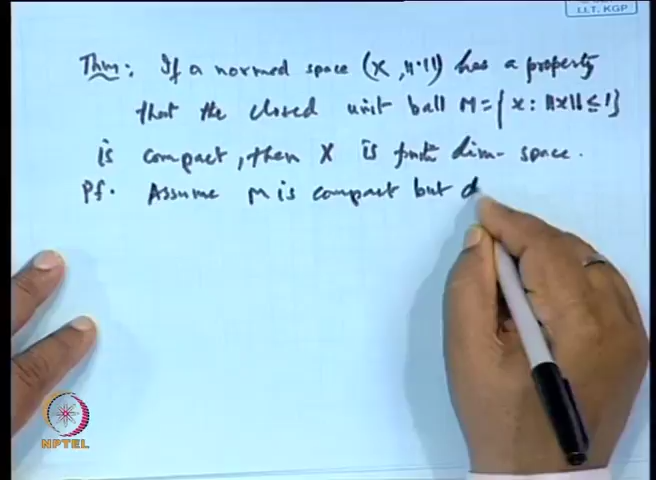 I.I.T. KGP
Thm: If a normed space (X, ||·||) has a property
that the closed unit ball M = { x : ||x|| ≤ 1 }
is compact, then X is finite dim- space.
Pf. Assume M is compact but d
NPTEL